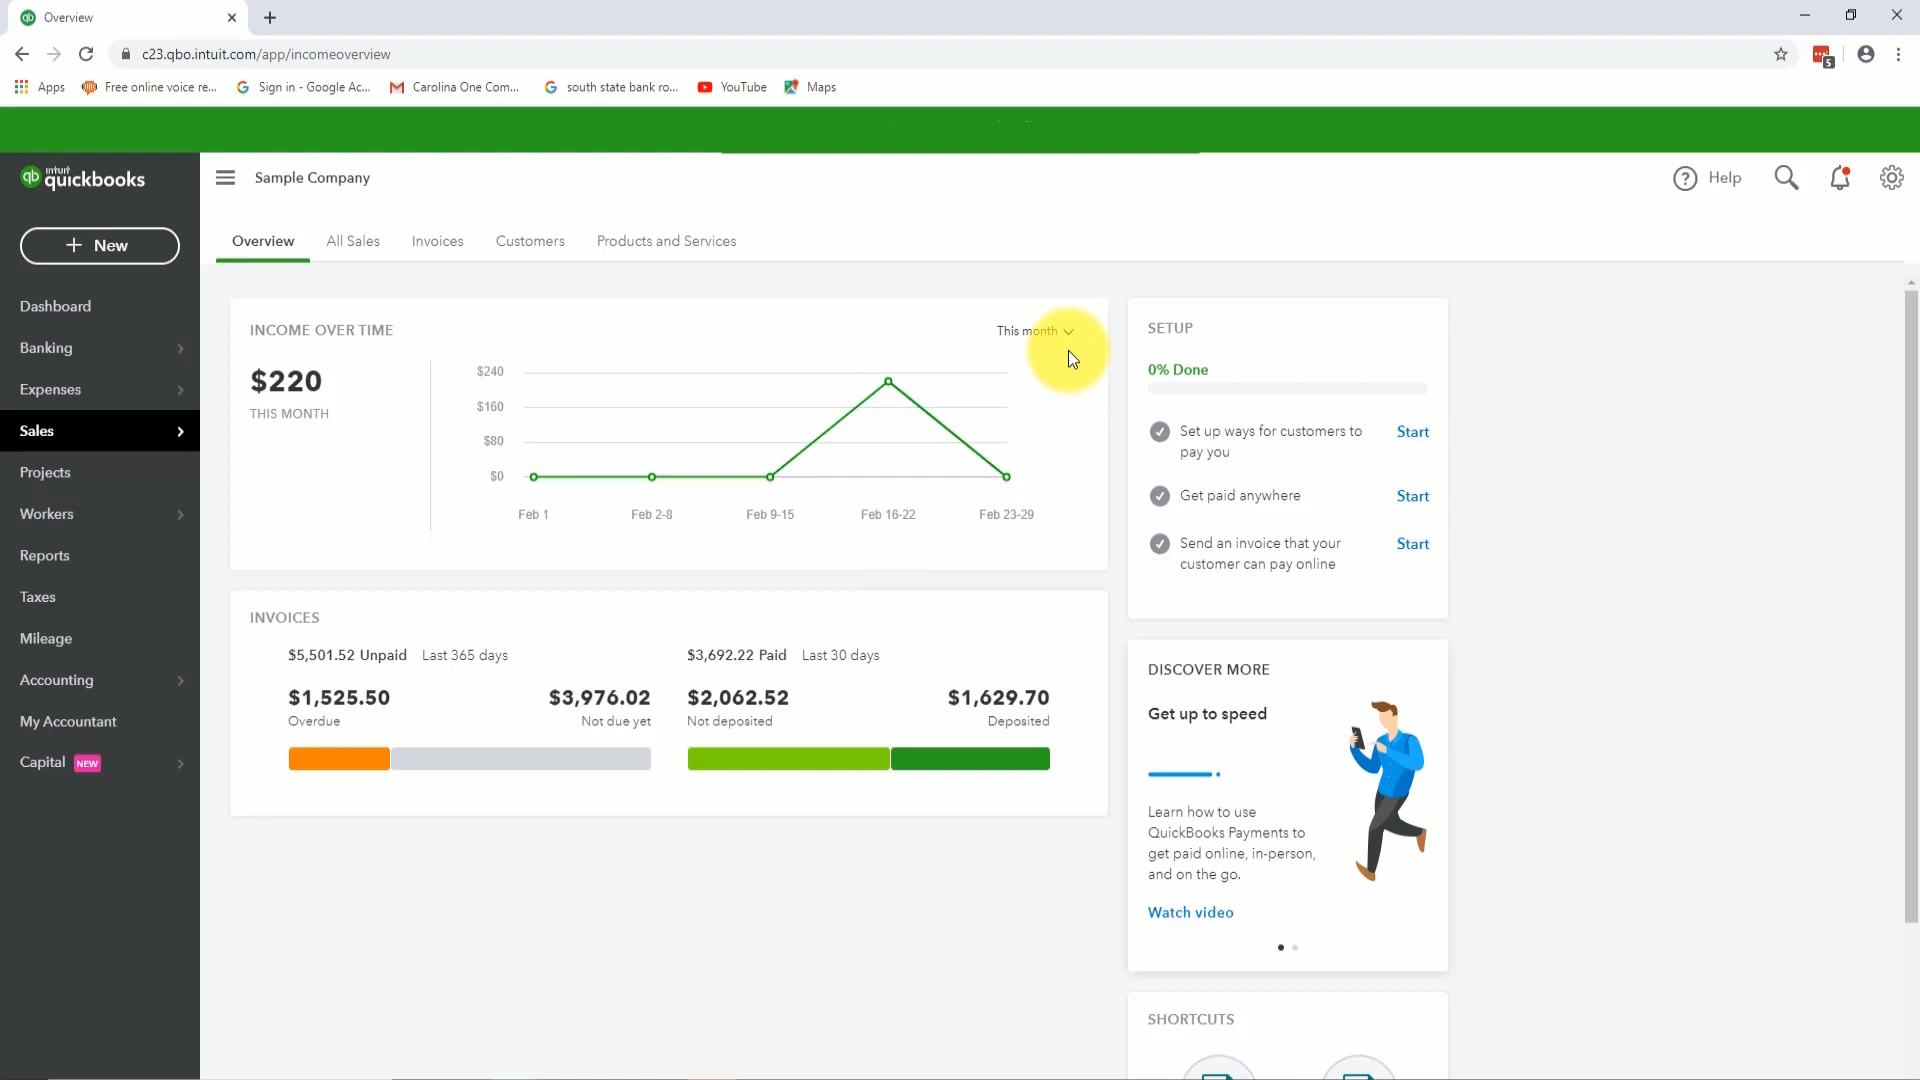 Overview
c23.qbo.intuit.com/app/incomeoverview
5
Apps
Free online voice re...
Sign in - Google Ac...
Carolina One Com...
south state bank ro...
YouTube
Maps
intuit
quickbooks
Sample Company
Help
New
Overview
All Sales
Invoices
Customers
Products and Services
Dashboard
Banking
Expenses
Sales
Projects
Workers
Reports
Taxes
Mileage
Accounting
My Accountant
Capital NEW
INCOME OVER TIME
This month
$220
THIS MONTH
$240
$160
$80
$0
Feb 1
Feb 2-8
Feb 9-15
Feb 16-22
Feb 23-29
INVOICES
$5,501.52 Unpaid Last 365 days
$1,525.50
Overdue
$3,976.02
Not due yet
$3,692.22 Paid Last 30 days
$2,062.52
Not deposited
$1,629.70
Deposited
SETUP
0% Done
Set up ways for customers to
pay you
Start
Get paid anywhere
Start
Send an invoice that your
customer can pay online
Start
DISCOVER MORE
Get up to speed
Learn how to use
QuickBooks Payments to
get paid online, in-person,
and on the go.
Watch video
SHORTCUTS